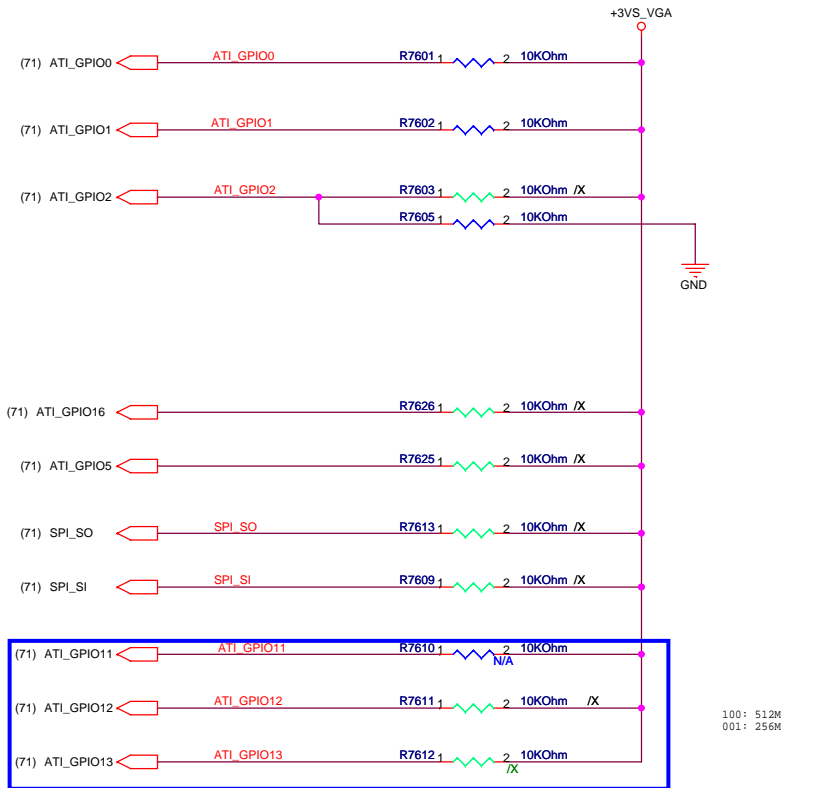 +3VS_VGA
(71) ATI_GPIO0 ATI_GPIO0 R7601 1 2 10KOhm
(71) ATI_GPIO1 ATI_GPIO1 R7602 1 2 10KOhm
(71) ATI_GPIO2 ATI_GPIO2 R7603 1 2 10KOhm /X
R7605 1 2 10KOhm
GND
(71) ATI_GPIO16 R7626 1 2 10KOhm /X
(71) ATI_GPIO5 R7625 1 2 10KOhm /X
(71) SPI_SO SPI_SO R7613 1 2 10KOhm /X
(71) SPI_SI SPI_SI R7609 1 2 10KOhm /X
(71) ATI_GPIO11 ATI_GPIO11 R7610 1 2 10KOhm
N/A
(71) ATI_GPIO12 ATI_GPIO12 R7611 1 2 10KOhm /X
100: 512M
001: 256M
(71) ATI_GPIO13 ATI_GPIO13 R7612 1 2 10KOhm
/X